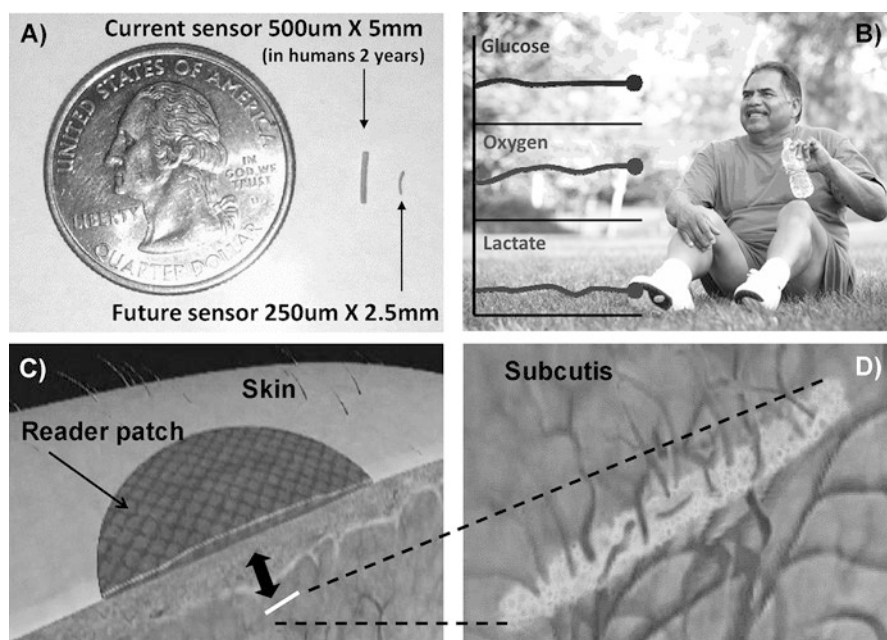 A)
Current sensor 500um X 5mm
(in humans 2 years)
UNITED STATES OF AMERICA
IN
GOD WE
TRUST
LIBERTY
QUARTER DOLLAR
Future sensor 250um X 2.5mm
B)
Glucose
Oxygen
Lactate
C)
Skin
Reader patch
D)
Subcutis